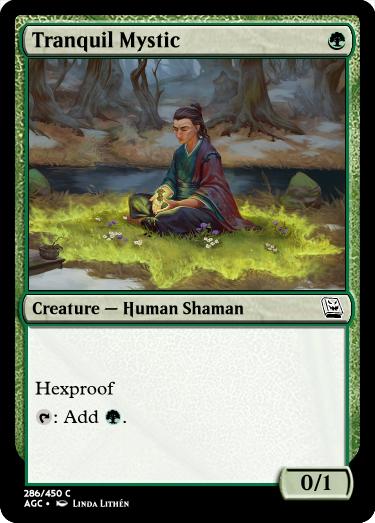 Tranquil Mystic
Creature — Human Shaman
Hexproof
: Add .
0/1
286/450 C
AGC • Linda Lithén